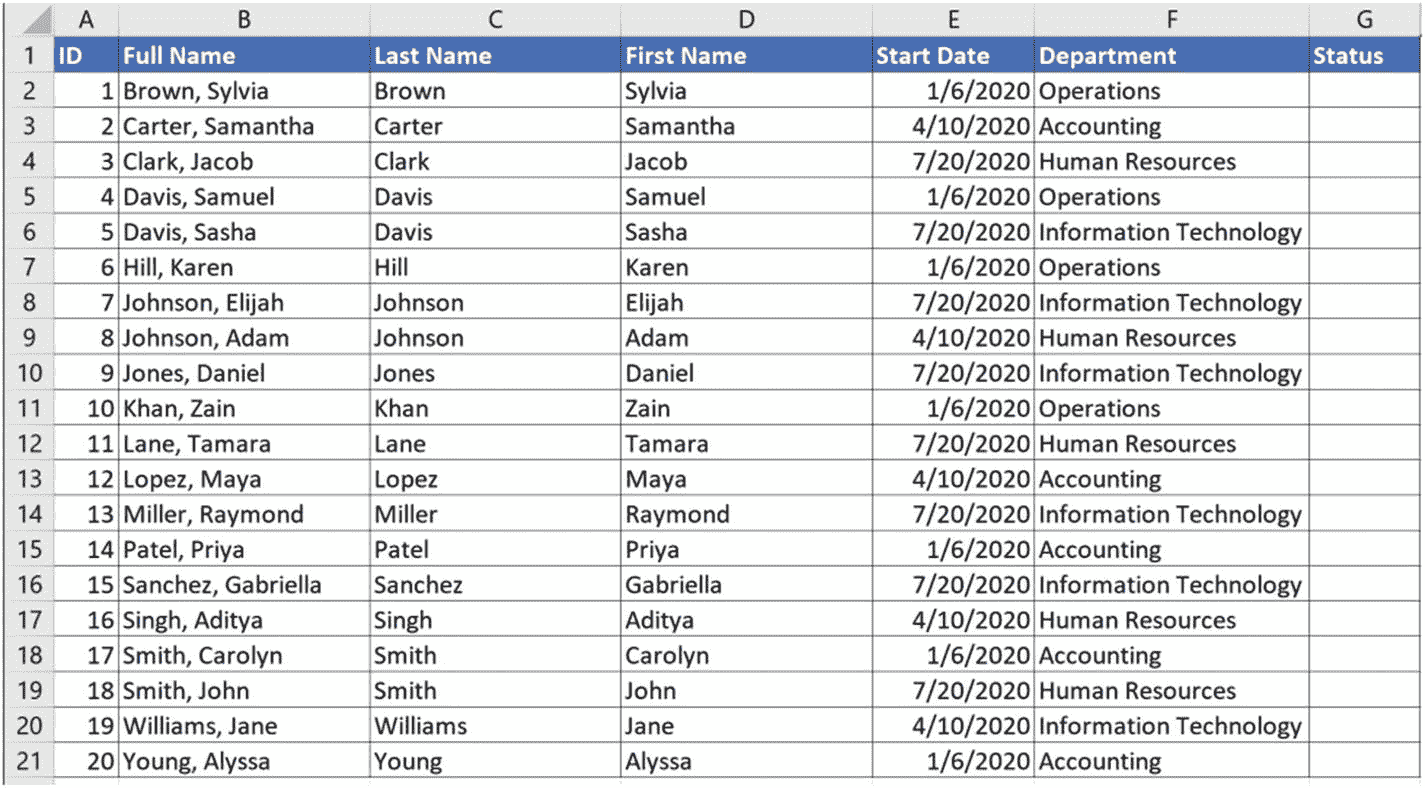 A B C D E F G
1 ID Full Name Last Name First Name Start Date Department Status
2 1 Brown, Sylvia Brown Sylvia 1/6/2020 Operations
3 2 Carter, Samantha Carter Samantha 4/10/2020 Accounting
4 3 Clark, Jacob Clark Jacob 7/20/2020 Human Resources
5 4 Davis, Samuel Davis Samuel 1/6/2020 Operations
6 5 Davis, Sasha Davis Sasha 7/20/2020 Information Technology
7 6 Hill, Karen Hill Karen 1/6/2020 Operations
8 7 Johnson, Elijah Johnson Elijah 7/20/2020 Information Technology
9 8 Johnson, Adam Johnson Adam 4/10/2020 Human Resources
10 9 Jones, Daniel Jones Daniel 7/20/2020 Information Technology
11 10 Khan, Zain Khan Zain 1/6/2020 Operations
12 11 Lane, Tamara Lane Tamara 7/20/2020 Human Resources
13 12 Lopez, Maya Lopez Maya 4/10/2020 Accounting
14 13 Miller, Raymond Miller Raymond 7/20/2020 Information Technology
15 14 Patel, Priya Patel Priya 1/6/2020 Accounting
16 15 Sanchez, Gabriella Sanchez Gabriella 7/20/2020 Information Technology
17 16 Singh, Aditya Singh Aditya 4/10/2020 Human Resources
18 17 Smith, Carolyn Smith Carolyn 1/6/2020 Accounting
19 18 Smith, John Smith John 7/20/2020 Human Resources
20 19 Williams, Jane Williams Jane 4/10/2020 Information Technology
21 20 Young, Alyssa Young Alyssa 1/6/2020 Accounting